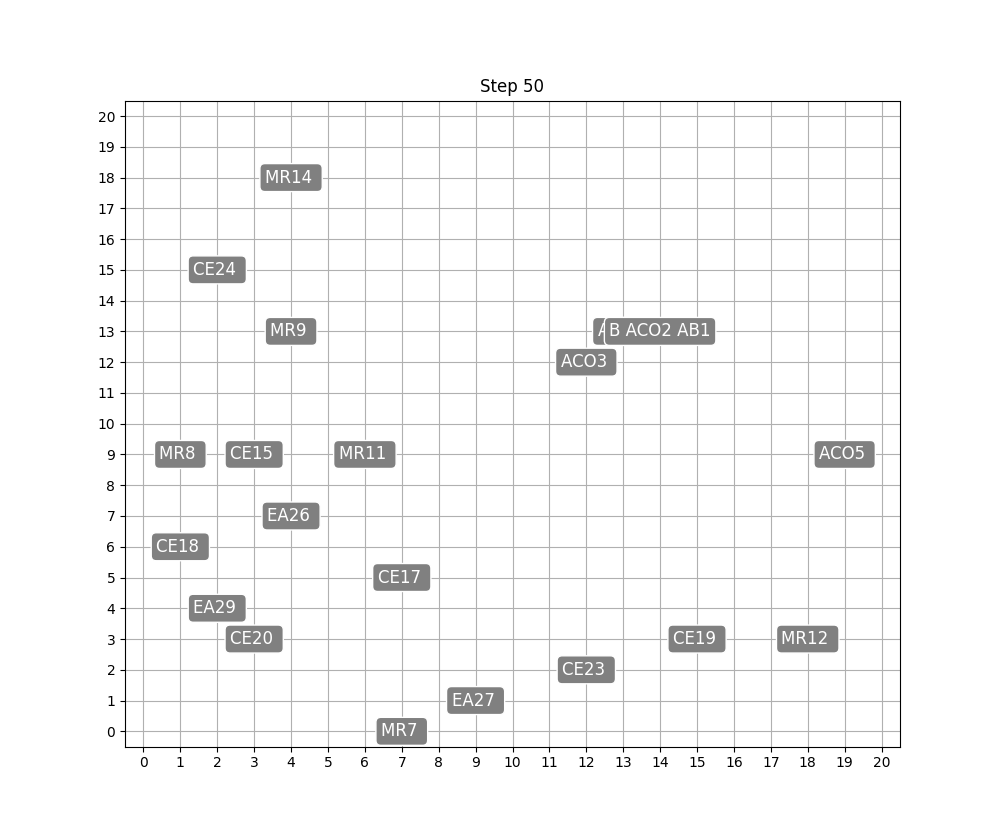 Step 50
20
19
18 MR14
17
16
15 CE24
14
13 MR9 AB ACO2 AB1
12 ACO3
11
10
9 MR8 CE15 MR11 ACO5
8
7 EA26
6 CE18
5 CE17
4 EA29
3 CE20 CE19 MR12
2 CE23
1 EA27
0 MR7
0 1 2 3 4 5 6 7 8 9 10 11 12 13 14 15 16 17 18 19 20